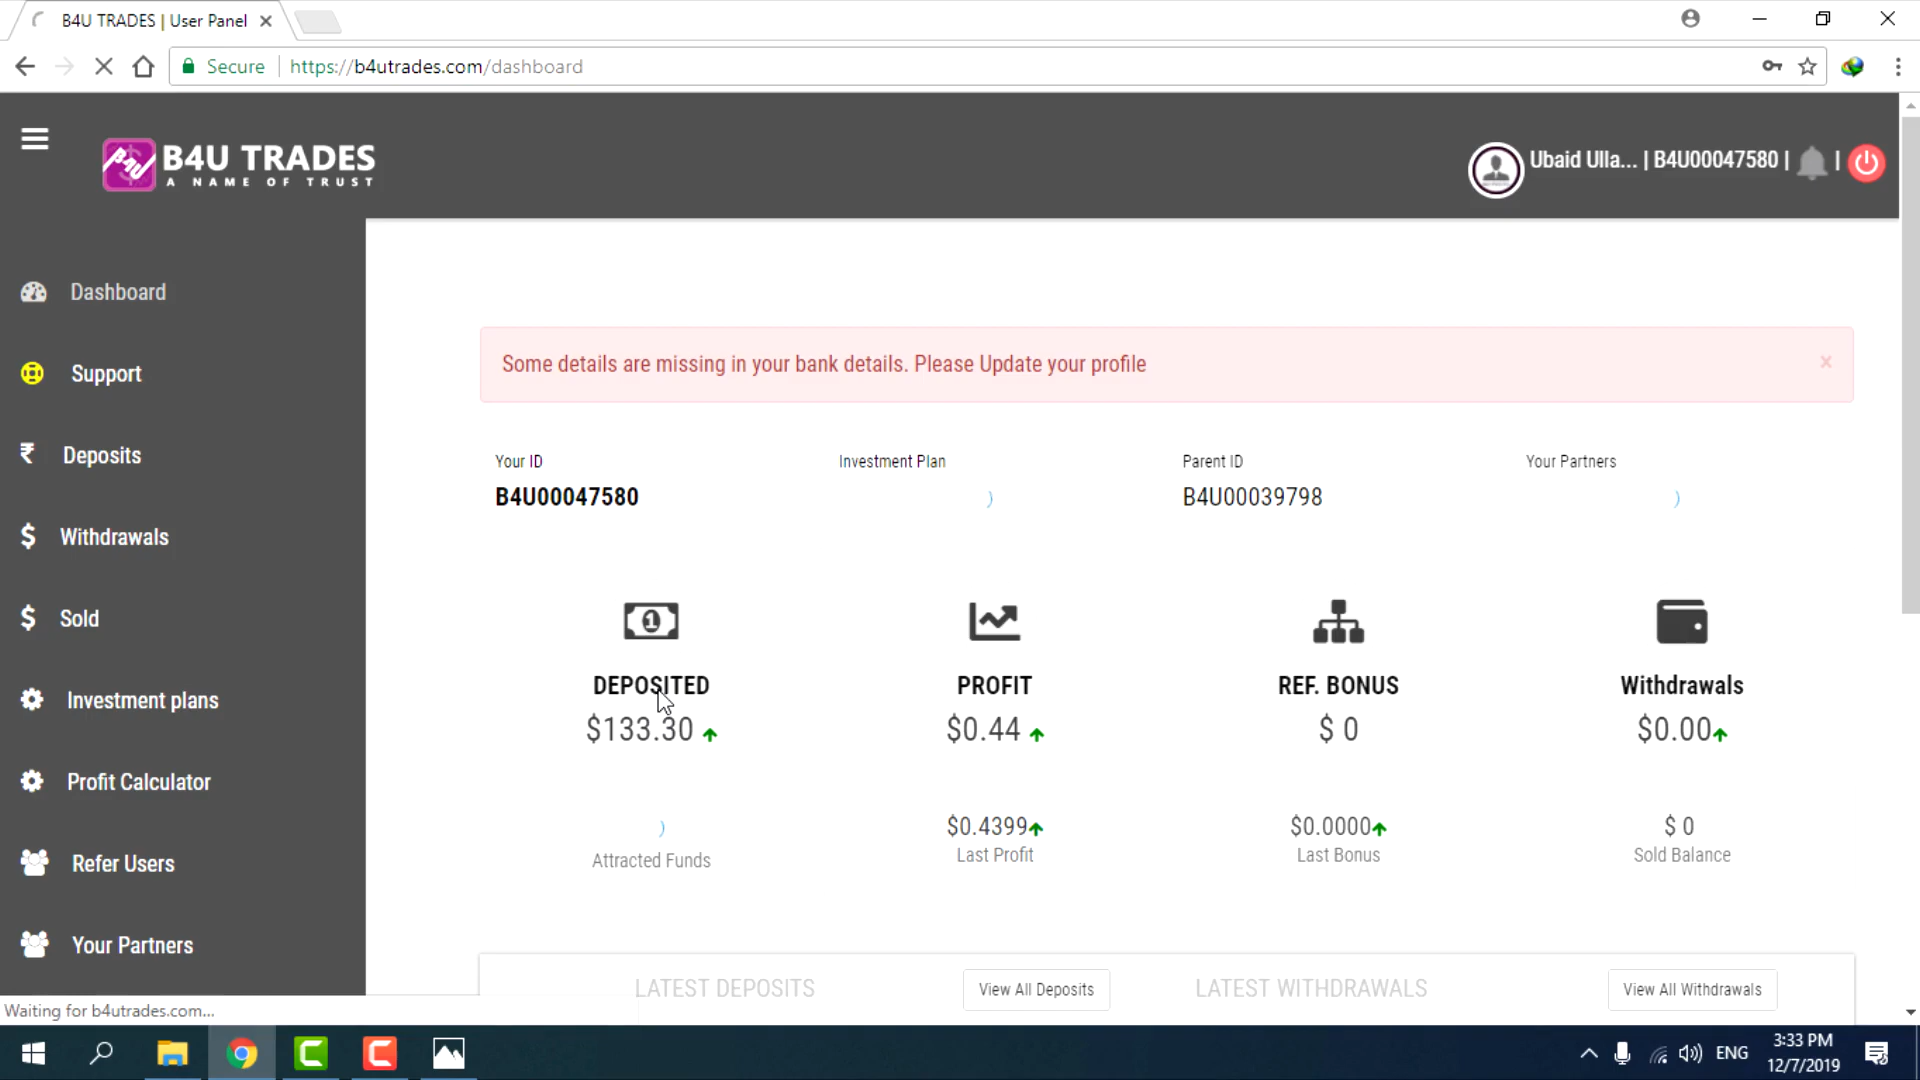 B4U TRADES | User Panel
Secure
https://b4utrades.com/dashboard
B4U TRADES
A NAME OF TRUST
Ubaid Ulla... | B4U00047580 |
|
Dashboard
Support
Deposits
Withdrawals
Sold
Investment plans
Profit Calculator
Refer Users
Your Partners
Some details are missing in your bank details. Please Update your profile
×
Your ID
Investment Plan
Parent ID
Your Partners
B4U00047580
B4U00039798
DEPOSITED
PROFIT
REF. BONUS
Withdrawals
$133.30
$0.44
$ 0
$0.00
$0.4399
$0.0000
$ 0
Attracted Funds
Last Profit
Last Bonus
Sold Balance
LATEST DEPOSITS
View All Deposits
LATEST WITHDRAWALS
View All Withdrawals
Waiting for b4utrades.com...
ENG
3:33 PM
12/7/2019